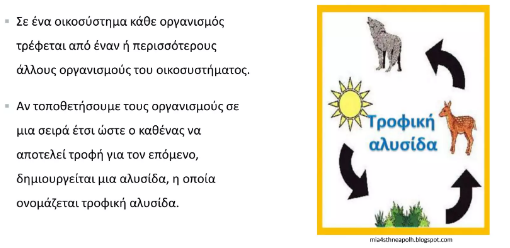 Σε ένα οικοσύστημα κάθε οργανισμός
τρέφεται από έναν ή περισσότερους
άλλους οργανισμούς του οικοσυστήματος.
Αν τοποθετήσουμε τους οργανισμούς σε
μια σειρά έτσι ώστε ο καθένας να
αποτελεί τροφή για τον επόμενο,
δημιουργείται μια αλυσίδα, η οποία
ονομάζεται τροφική αλυσίδα.
Τροφική
αλυσίδα
mia4sthneapolh.blogspot.com